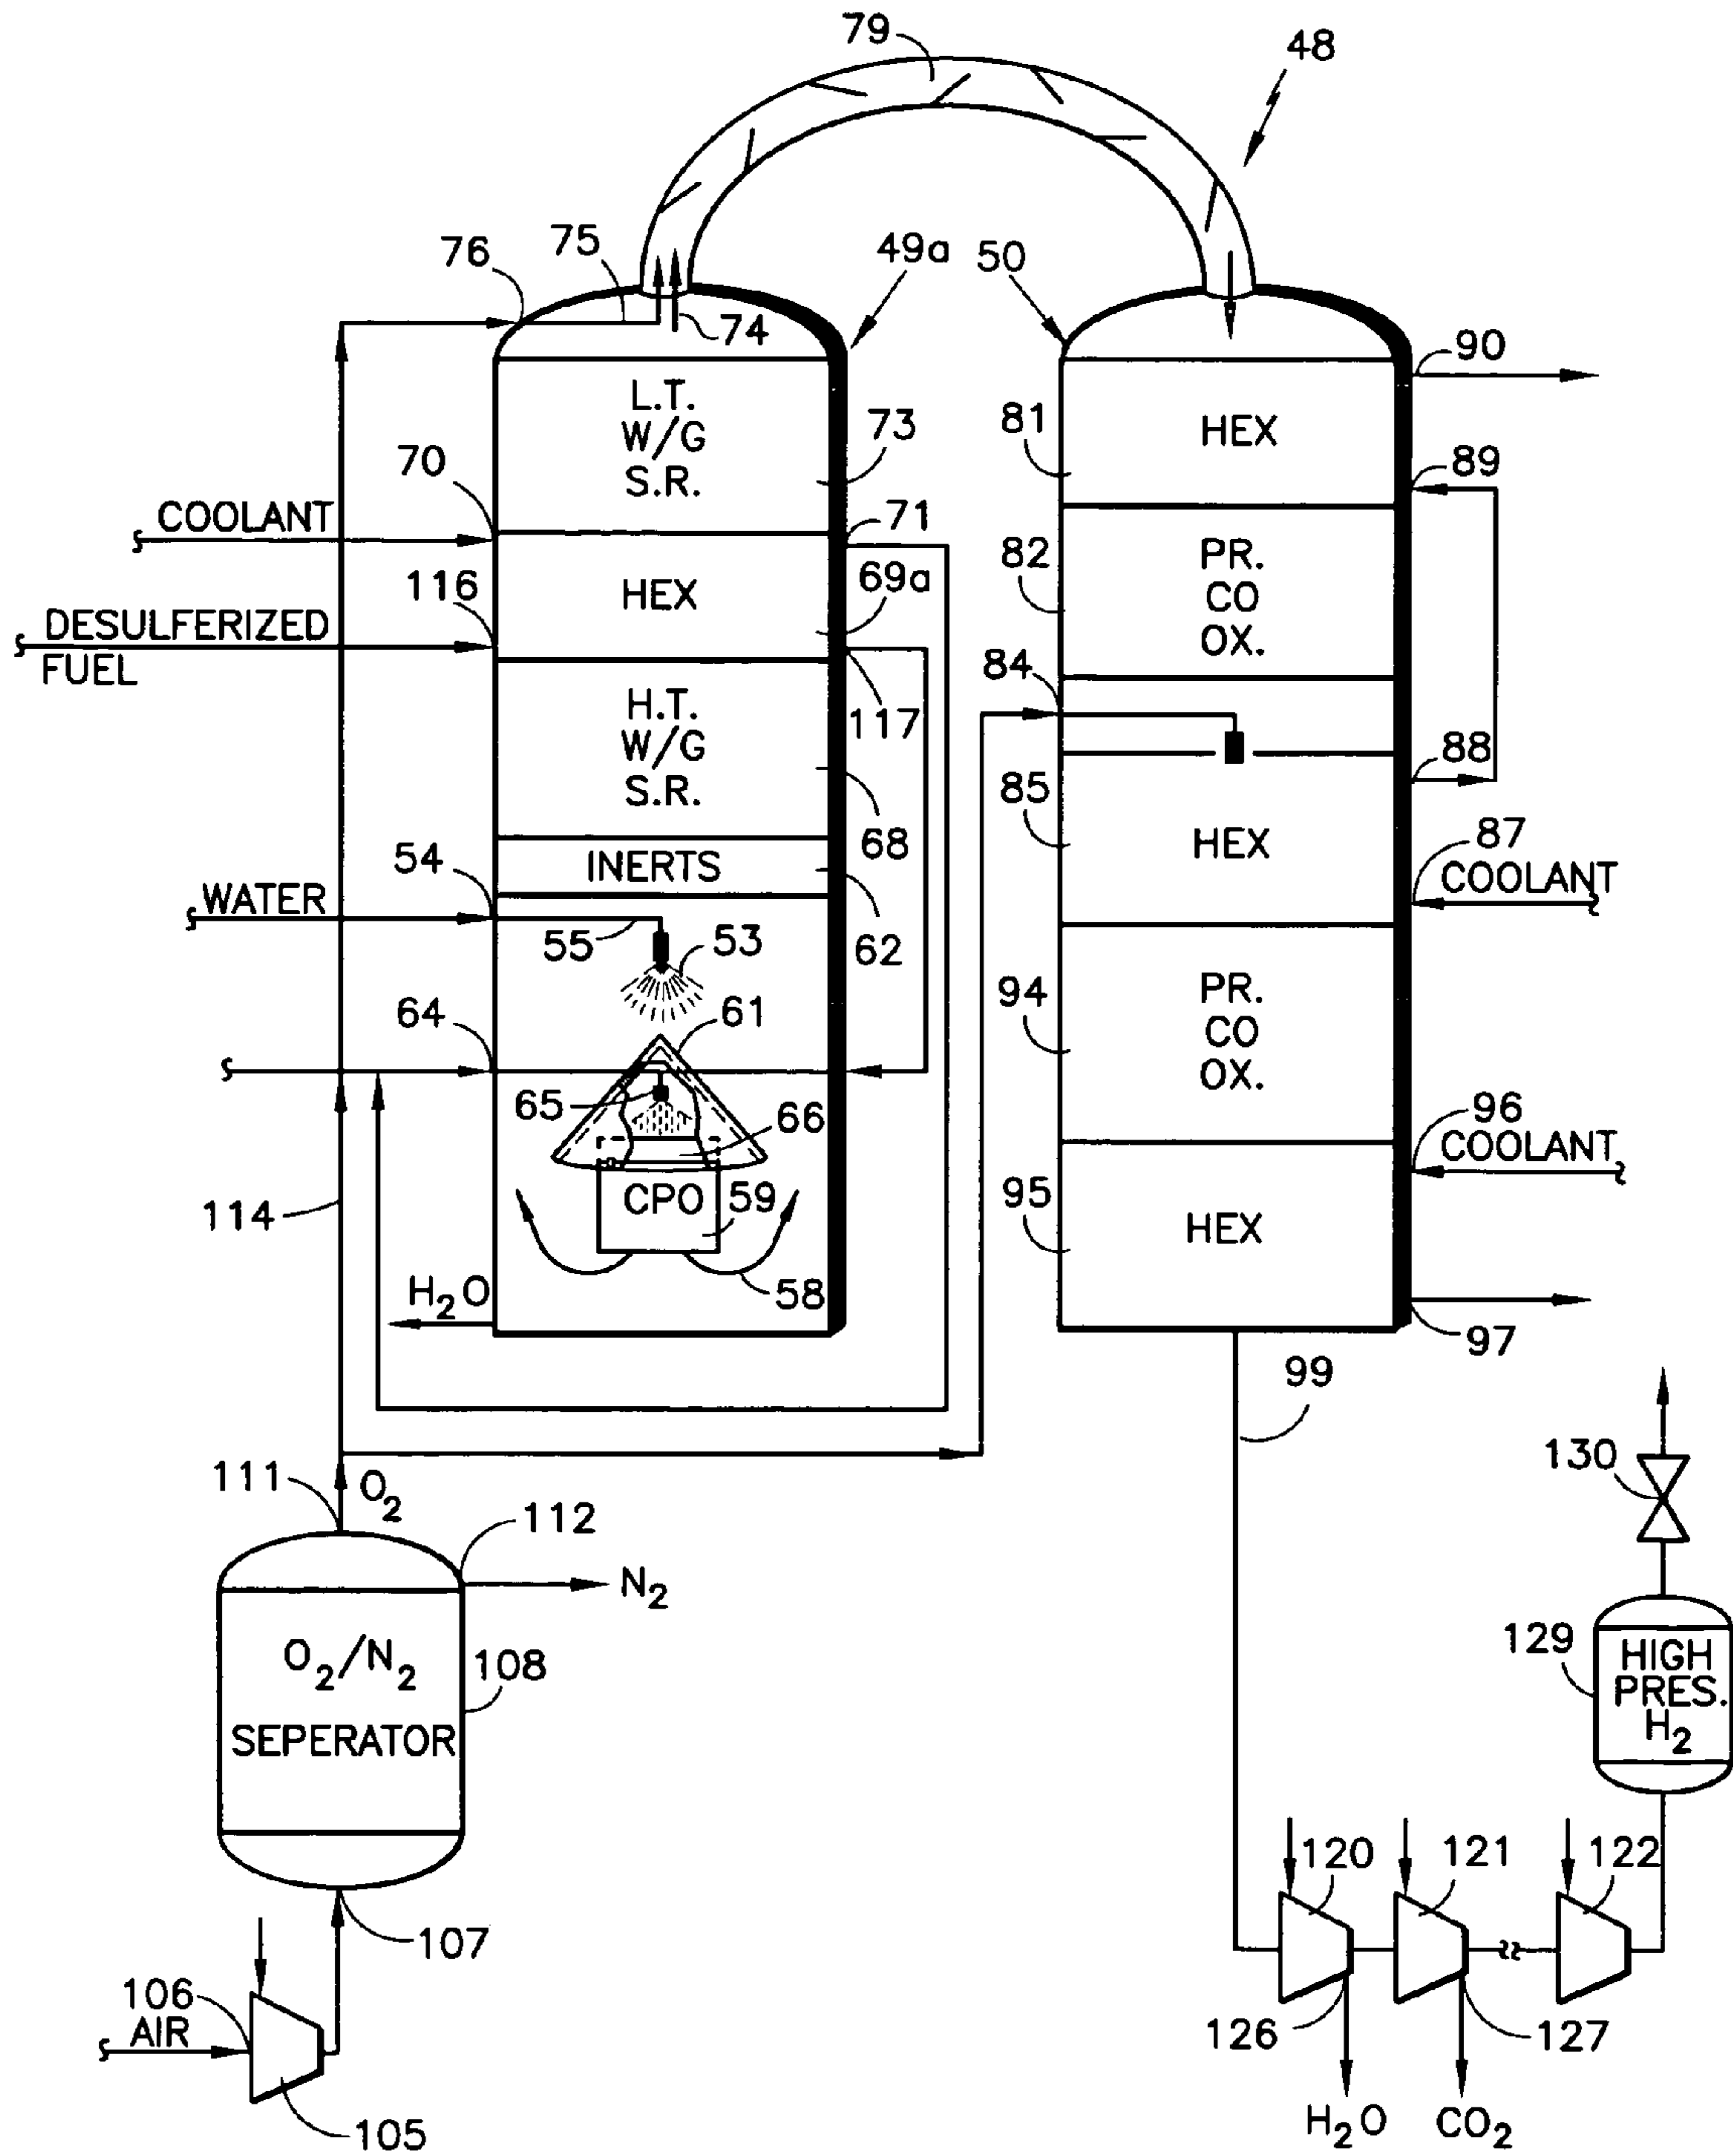 79
48
76
75
49a
50
74
90
L.T.
W/G
S.R.
73
81
HEX
70
89
COOLANT
71
82
PR.
CO
OX.
116
HEX
69a
DESULFERIZED
FUEL
84
H.T.
W/G
S.R.
117
88
85
HEX
68
87
54
INERTS
COOLANT
WATER
55
53
62
94
PR.
CO
OX.
64
61
65
66
96
COOLANT
114
CPO
59
95
HEX
H2O
58
97
99
130
111
O2
112
N2
O2/N2
SEPERATOR
108
129
HIGH
PRES.
H2
120
121
122
107
106
AIR
126
127
105
H2O
CO2